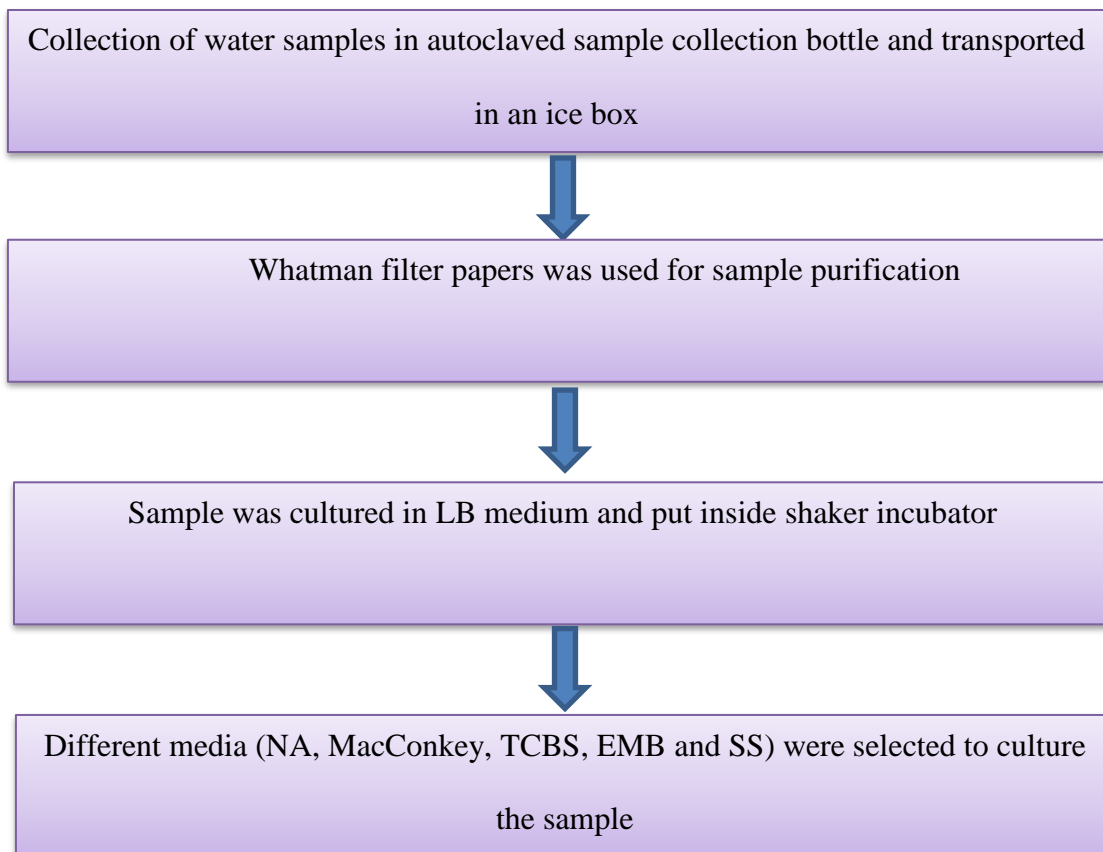 Collection of water samples in autoclaved sample collection bottle and transported
in an ice box
Whatman filter papers was used for sample purification
Sample was cultured in LB medium and put inside shaker incubator
Different media (NA, MacConkey, TCBS, EMB and SS) were selected to culture
the sample